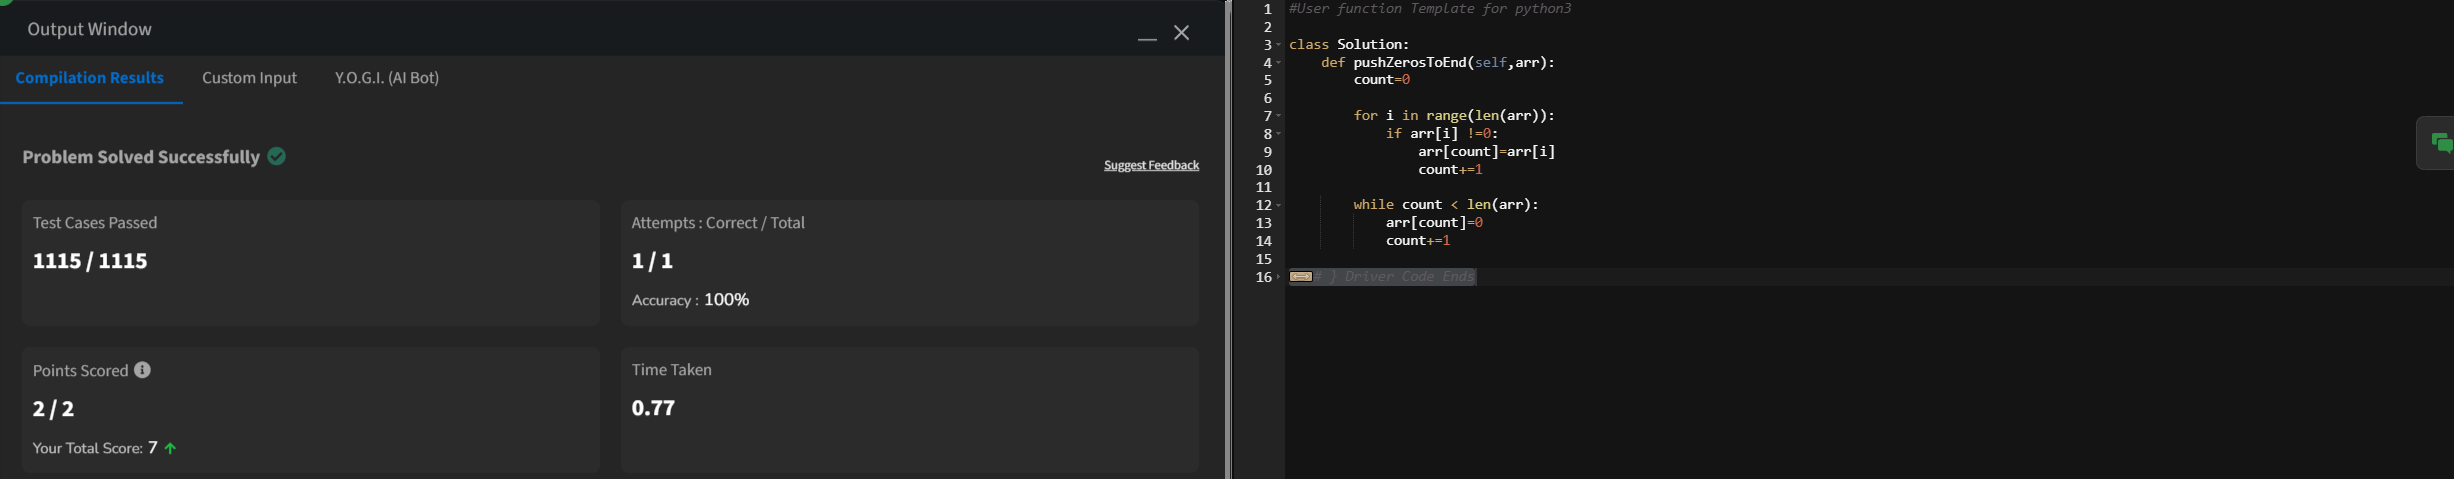 Output Window
Compilation Results
Custom Input
Y.O.G.I. (AI Bot)
Problem Solved Successfully
Suggest Feedback
Test Cases Passed
1115 / 1115
Attempts : Correct / Total
1 / 1
Accuracy : 100%
Points Scored
2 / 2
Your Total Score: 7
Time Taken
0.77
1 #User function Template for python3
2
3 class Solution:
4     def pushZerosToEnd(self,arr):
5         count=0
6
7         for i in range(len(arr)):
8             if arr[i] !=0:
9                 arr[count]=arr[i]
10                 count+=1
11
12         while count < len(arr):
13             arr[count]=0
14             count+=1
15
16 # } Driver Code Ends